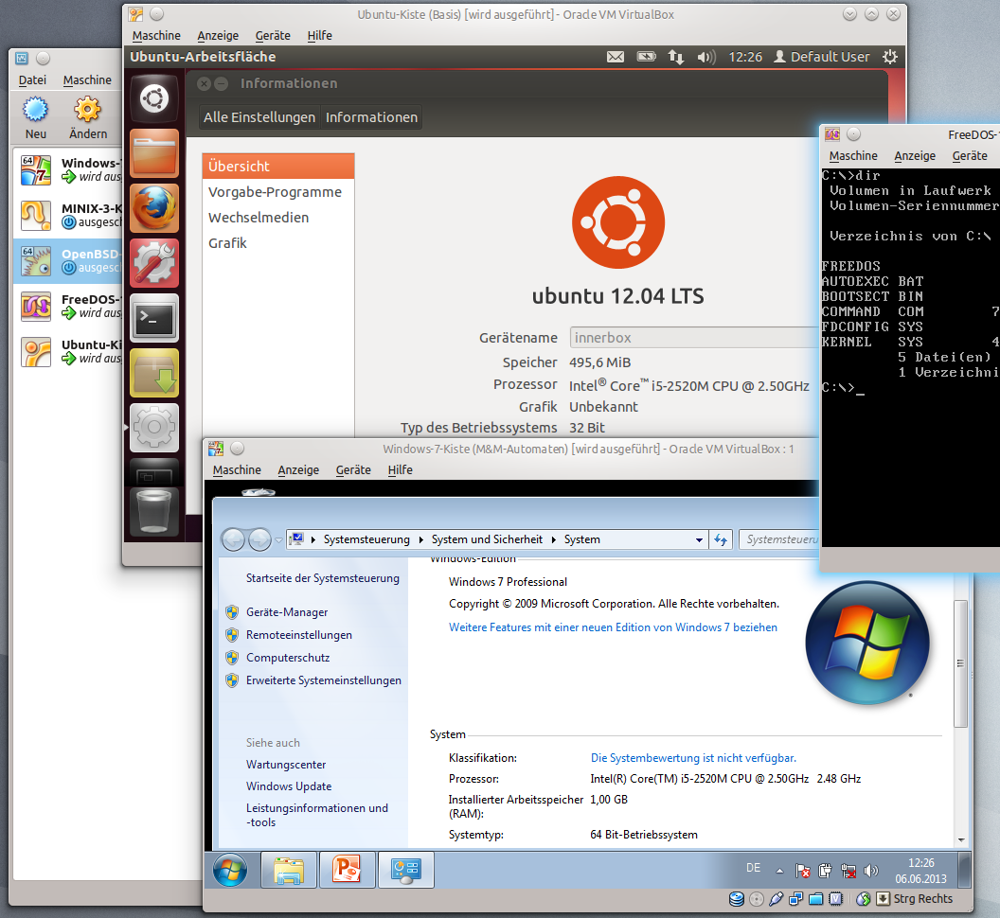 Datei Maschine
Neu Ändern
64
Windows-7
wird aus
MINIX-3-K
ausgesch
64
OpenBSD-
ausgesch
FreeDOS-1
wird aus
Ubuntu-Ki
wird aus
Ubuntu-Kiste (Basis) [wird ausgeführt] - Oracle VM VirtualBox
Maschine Anzeige Geräte Hilfe
Ubuntu-Arbeitsfläche 12:26 Default User
Informationen
Alle Einstellungen Informationen
Übersicht
Vorgabe-Programme
Wechselmedien
Grafik
ubuntu 12.04 LTS
Gerätename innerbox
Speicher 495,6 MiB
Prozessor Intel® Core™ i5-2520M CPU @ 2.50GHz
Grafik Unbekannt
Typ des Betriebssystems 32 Bit
FreeDOS-1
Maschine Anzeige Geräte
C:\>dir
Volumen in Laufwerk
Volumen-Seriennummer
Verzeichnis von C:\
FREEDOS
AUTOEXEC BAT
BOOTSECT BIN
COMMAND COM 7
FDCONFIG SYS
KERNEL SYS 4
5 Datei(en)
1 Verzeichni
C:\>_
Windows-7-Kiste (M&M-Automaten) [wird ausgeführt] - Oracle VM VirtualBox : 1
Maschine Anzeige Geräte Hilfe
Systemsteuerung System und Sicherheit System Systemsteueru
Startseite der Systemsteuerung
Geräte-Manager
Remoteeinstellungen
Computerschutz
Erweiterte Systemeinstellungen
Siehe auch
Wartungscenter
Windows Update
Leistungsinformationen und
-tools
Windows-Edition
Windows 7 Professional
Copyright © 2009 Microsoft Corporation. Alle Rechte vorbehalten.
Weitere Features mit einer neuen Edition von Windows 7 beziehen
System
Klassifikation: Die Systembewertung ist nicht verfügbar.
Prozessor: Intel(R) Core(TM) i5-2520M CPU @ 2.50GHz 2.48 GHz
Installierter Arbeitsspeicher 1,00 GB
(RAM):
Systemtyp: 64 Bit-Betriebssystem
DE 12:26
06.06.2013
Strg Rechts